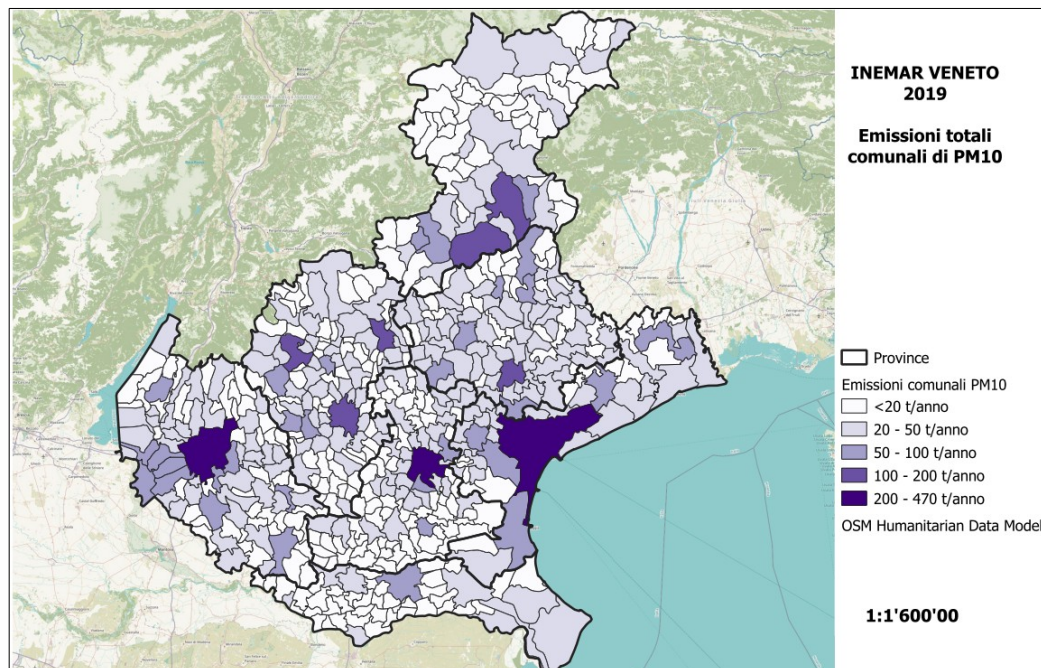 INEMAR VENETO
2019
Emissioni totali
comunali di PM10
Province
Emissioni comunali PM10
<20 t/anno
20 - 50 t/anno
50 - 100 t/anno
100 - 200 t/anno
200 - 470 t/anno
OSM Humanitarian Data Model
1:1'600'00